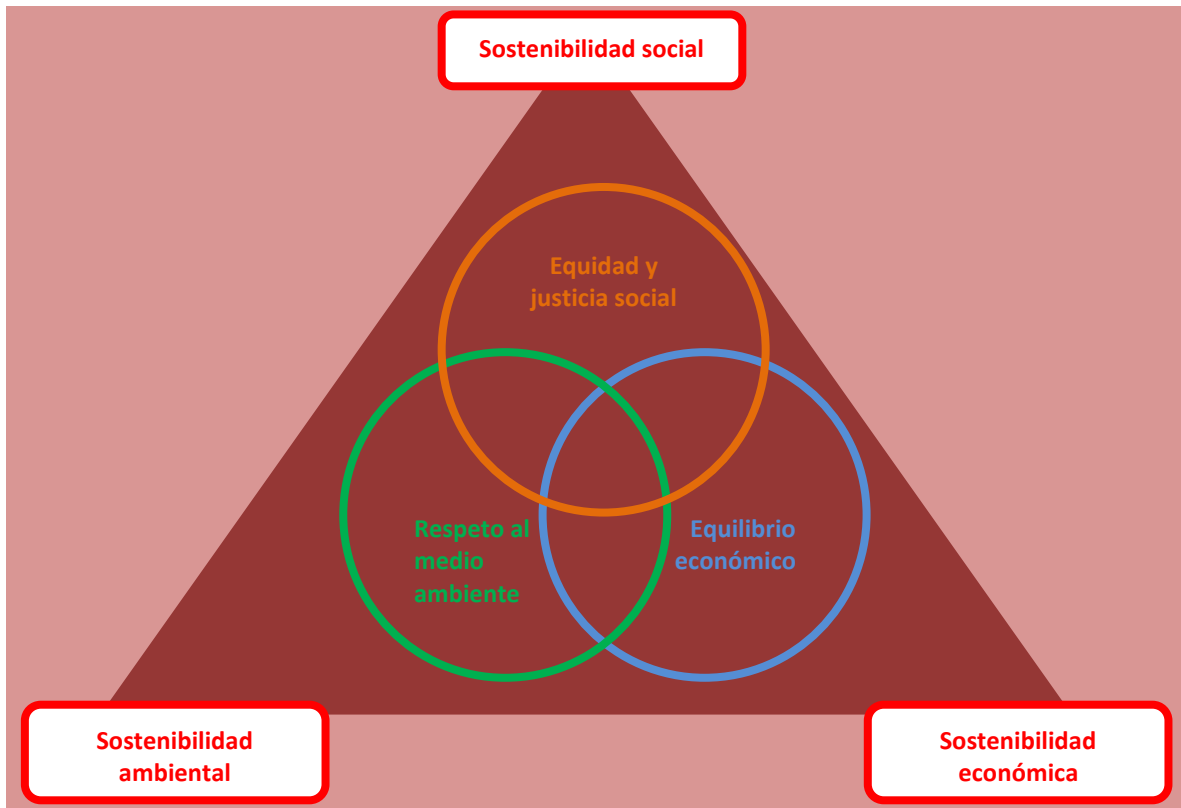 Sostenibilidad social
Equidad y
justicia social
Respeto al
medio
ambiente
Equilibrio
económico
Sostenibilidad
ambiental
Sostenibilidad
económica